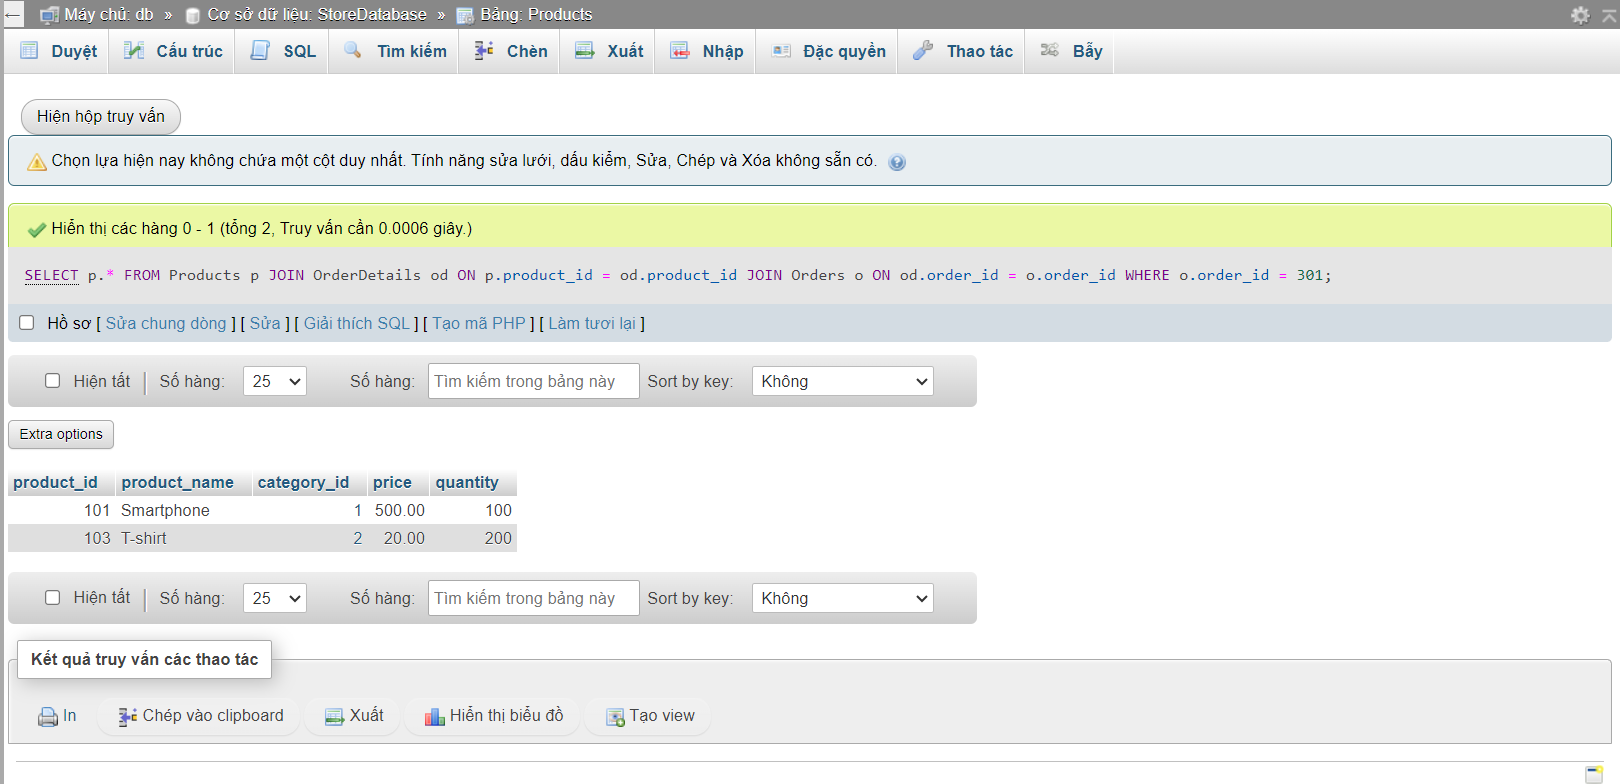 Máy chủ: db » Cơ sở dữ liệu: StoreDatabase » Bảng: Products
Duyệt Cấu trúc SQL Tìm kiếm Chèn Xuất Nhập Đặc quyền Thao tác Bẫy
Hiện hộp truy vấn
Chọn lựa hiện nay không chứa một cột duy nhất. Tính năng sửa lưới, dấu kiểm, Sửa, Chép và Xóa không sẵn có.
Hiển thị các hàng 0 - 1 (tổng 2, Truy vấn cần 0.0006 giây.)
SELECT p.* FROM Products p JOIN OrderDetails od ON p.product_id = od.product_id JOIN Orders o ON od.order_id = o.order_id WHERE o.order_id = 301;
Hồ sơ [ Sửa chung dòng ] [ Sửa ] [ Giải thích SQL ] [ Tạo mã PHP ] [ Làm tươi lại ]
Hiện tất | Số hàng: 25 Số hàng: Tìm kiếm trong bảng này Sort by key: Không
Extra options
product_id product_name category_id price quantity
101 Smartphone 1 500.00 100
103 T-shirt 2 20.00 200
Hiện tất | Số hàng: 25 Số hàng: Tìm kiếm trong bảng này Sort by key: Không
Kết quả truy vấn các thao tác
In Chép vào clipboard Xuất Hiển thị biểu đồ Tạo view